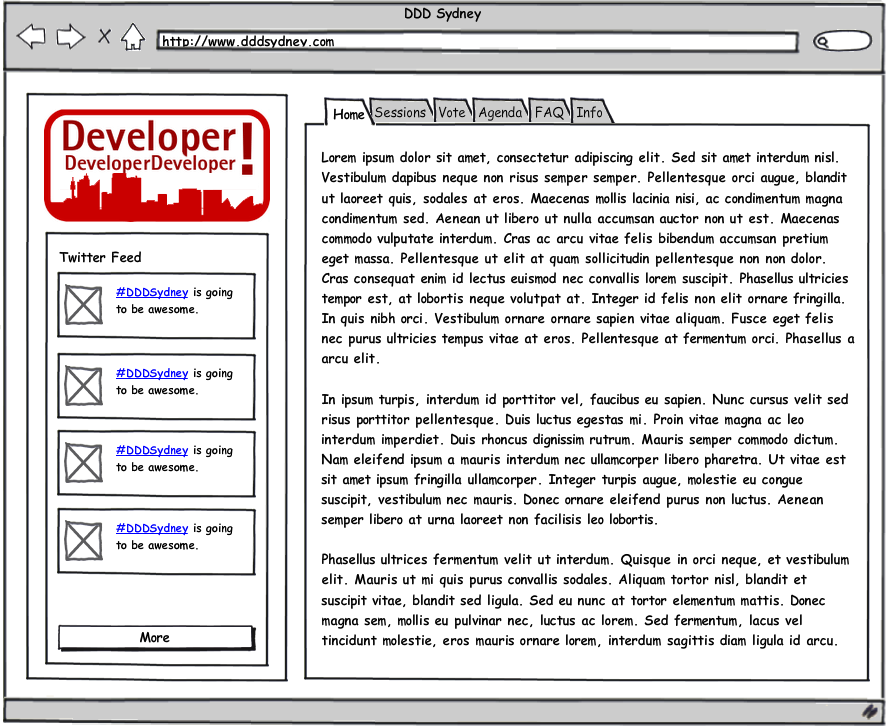 DDD Sydney
http://www.dddsydney.com
Developer!
DeveloperDeveloper
Twitter Feed
#DDDSydney is going
to be awesome.
#DDDSydney is going
to be awesome.
#DDDSydney is going
to be awesome.
#DDDSydney is going
to be awesome.
More
Home Sessions Vote Agenda FAQ Info
Lorem ipsum dolor sit amet, consectetur adipiscing elit. Sed sit amet interdum nisl.
Vestibulum dapibus neque non risus semper semper. Pellentesque orci augue, blandit
ut laoreet quis, sodales at eros. Maecenas mollis lacinia nisi, ac condimentum magna
condimentum sed. Aenean ut libero ut nulla accumsan auctor non ut est. Maecenas
commodo vulputate interdum. Cras ac arcu vitae felis bibendum accumsan pretium
eget massa. Pellentesque ut elit at quam sollicitudin pellentesque non non dolor.
Cras consequat enim id lectus euismod nec convallis lorem suscipit. Phasellus ultricies
tempor est, at lobortis neque volutpat at. Integer id felis non elit ornare fringilla.
In quis nibh orci. Vestibulum ornare ornare sapien vitae aliquam. Fusce eget felis
nec purus ultricies tempus vitae at eros. Pellentesque at fermentum orci. Phasellus a
arcu elit.
In ipsum turpis, interdum id porttitor vel, faucibus eu sapien. Nunc cursus velit sed
risus porttitor pellentesque. Duis luctus egestas mi. Proin vitae magna ac leo
interdum imperdiet. Duis rhoncus dignissim rutrum. Mauris semper commodo dictum.
Nam eleifend ipsum a mauris interdum nec ullamcorper libero pharetra. Ut vitae est
sit amet ipsum fringilla ullamcorper. Integer turpis augue, molestie eu congue
suscipit, vestibulum nec mauris. Donec ornare eleifend purus non luctus. Aenean
semper libero at urna laoreet non facilisis leo lobortis.
Phasellus ultrices fermentum velit ut interdum. Quisque in orci neque, et vestibulum
elit. Mauris ut mi quis purus convallis sodales. Aliquam tortor nisl, blandit et
suscipit vitae, blandit sed ligula. Sed eu nunc at tortor elementum mattis. Donec
magna sem, mollis eu pulvinar nec, luctus ac lorem. Sed fermentum, lacus vel
tincidunt molestie, eros mauris ornare lorem, interdum sagittis diam ligula id arcu.